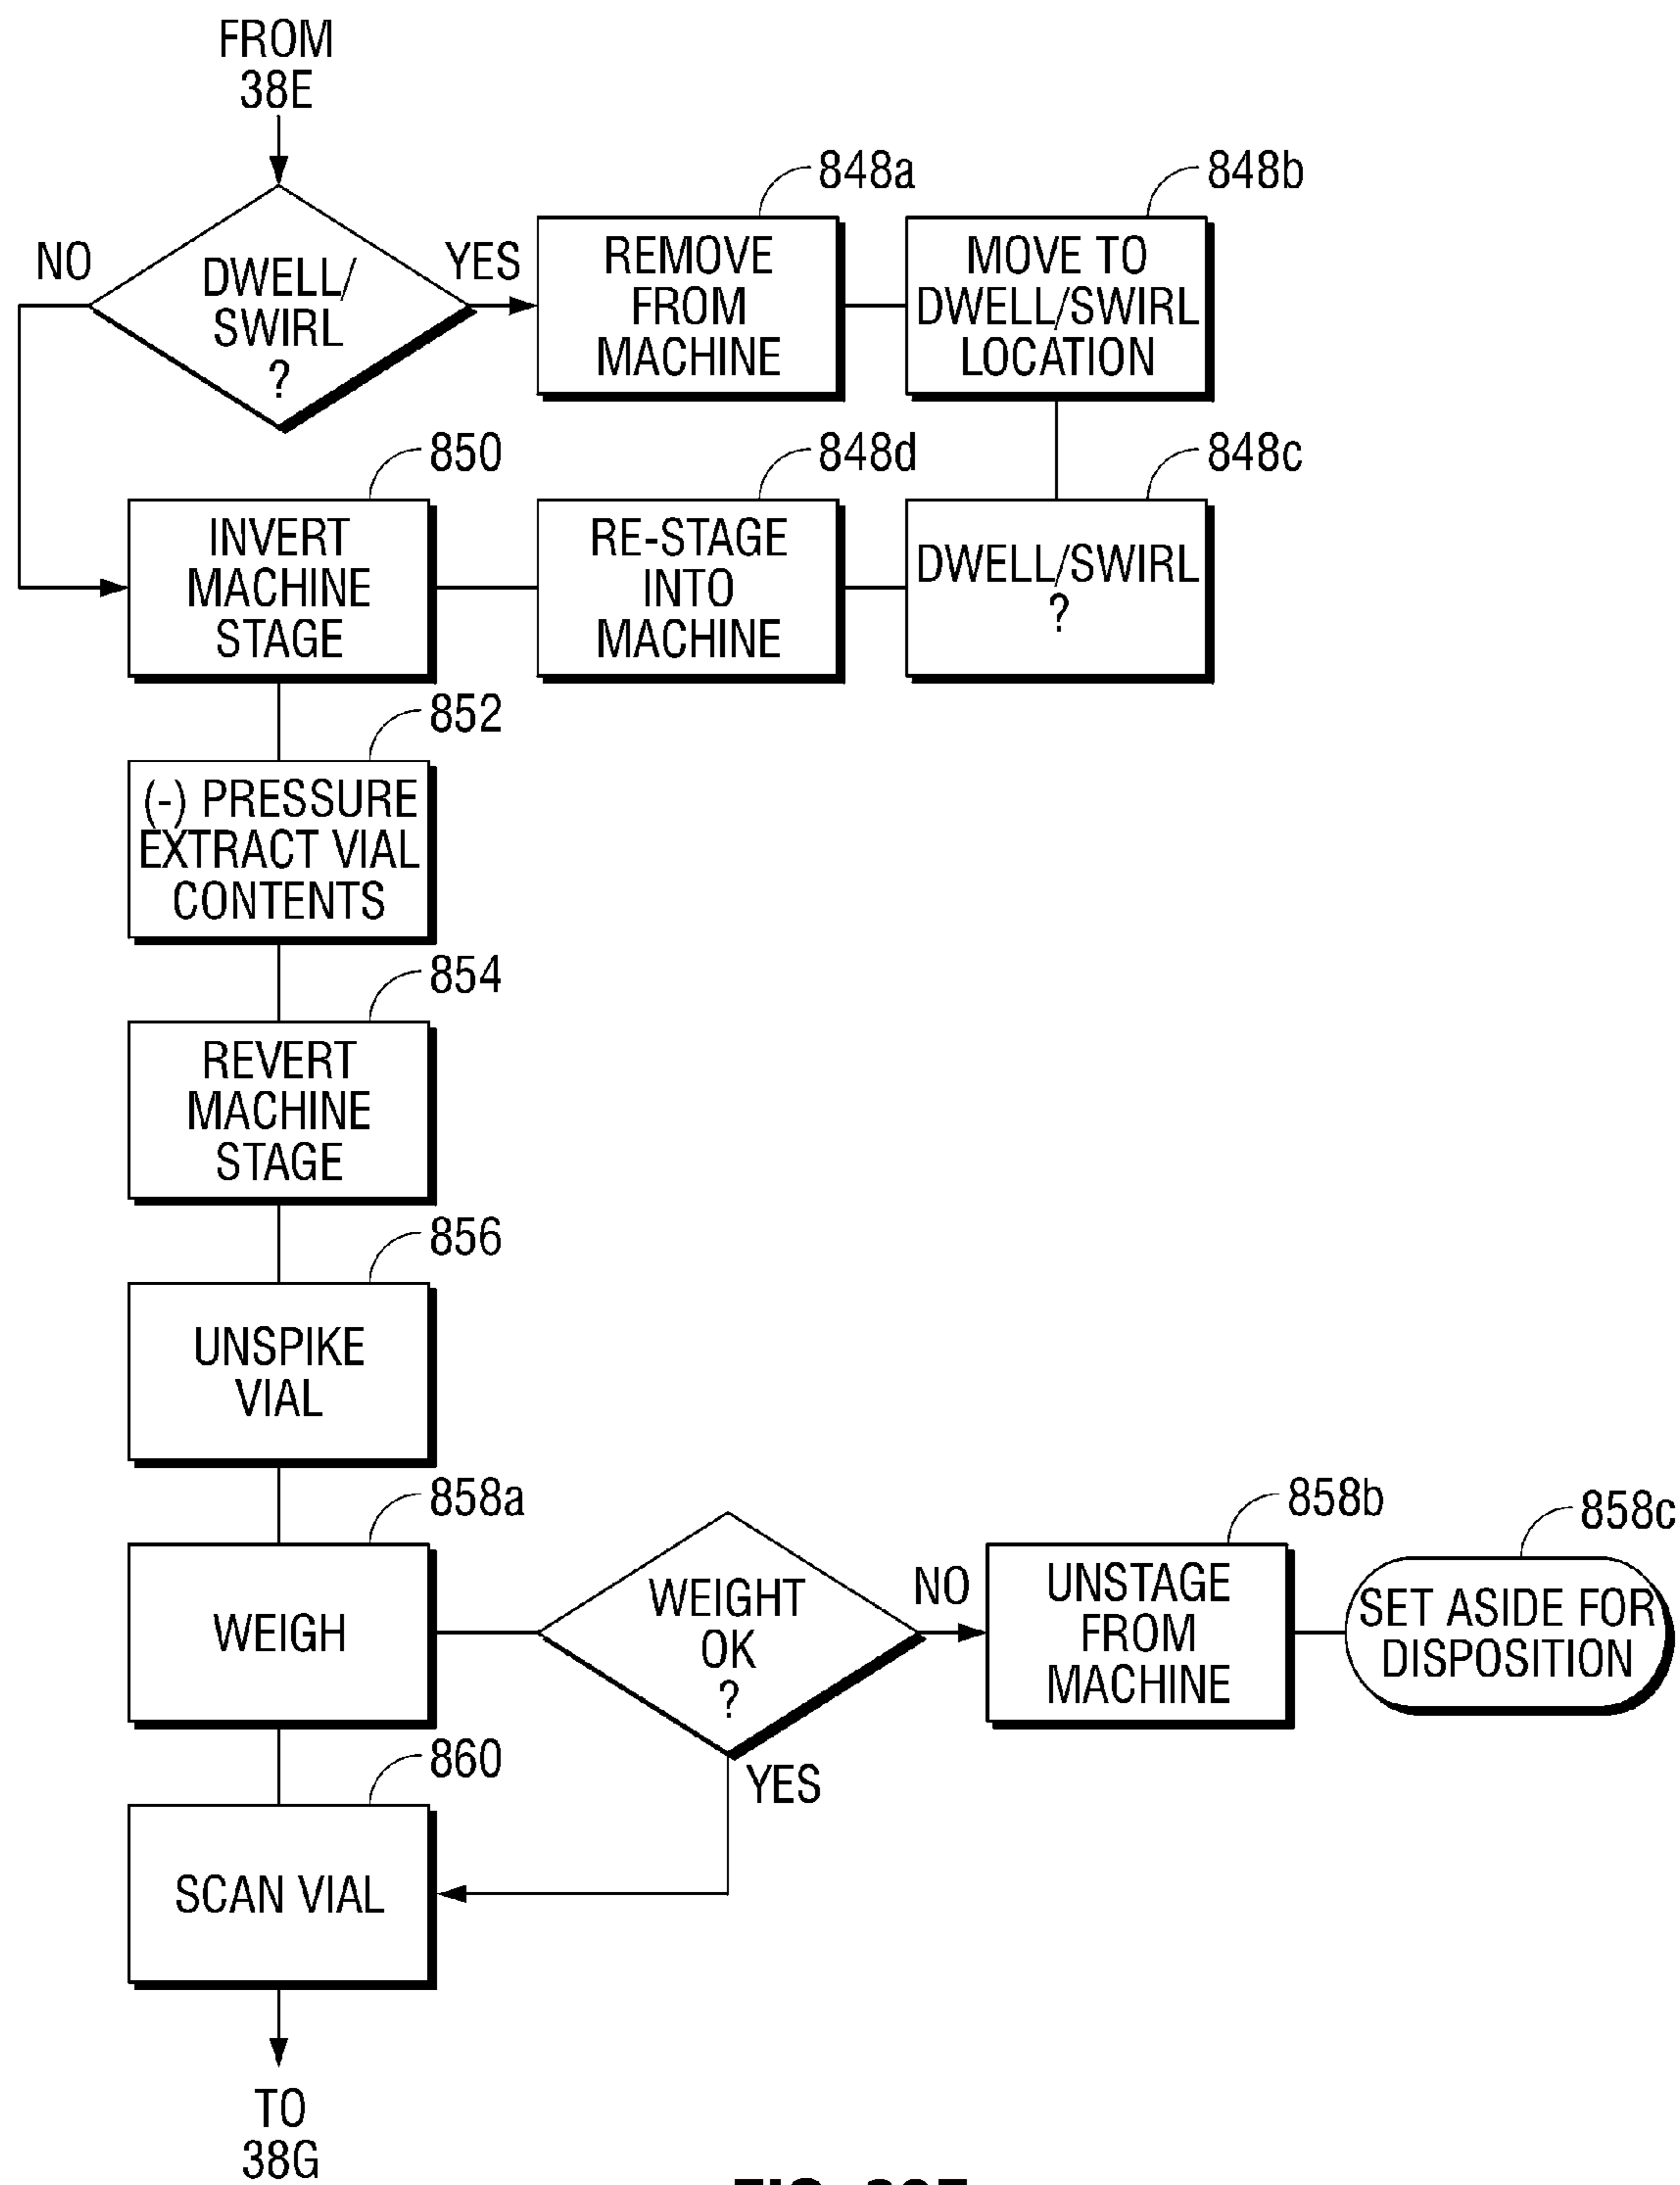 FROM
38E
DWELL/
SWIRL
?
NO
YES
848a
REMOVE
FROM
MACHINE
848b
MOVE TO
DWELL/SWIRL
LOCATION
850
INVERT
MACHINE
STAGE
848d
RE-STAGE
INTO
MACHINE
848c
DWELL/SWIRL
?
852
(-) PRESSURE
EXTRACT VIAL
CONTENTS
854
REVERT
MACHINE
STAGE
856
UNSPIKE
VIAL
858a
WEIGH
WEIGHT
OK
?
NO
YES
858b
UNSTAGE
FROM
MACHINE
858c
SET ASIDE FOR
DISPOSITION
860
SCAN VIAL
TO
38G